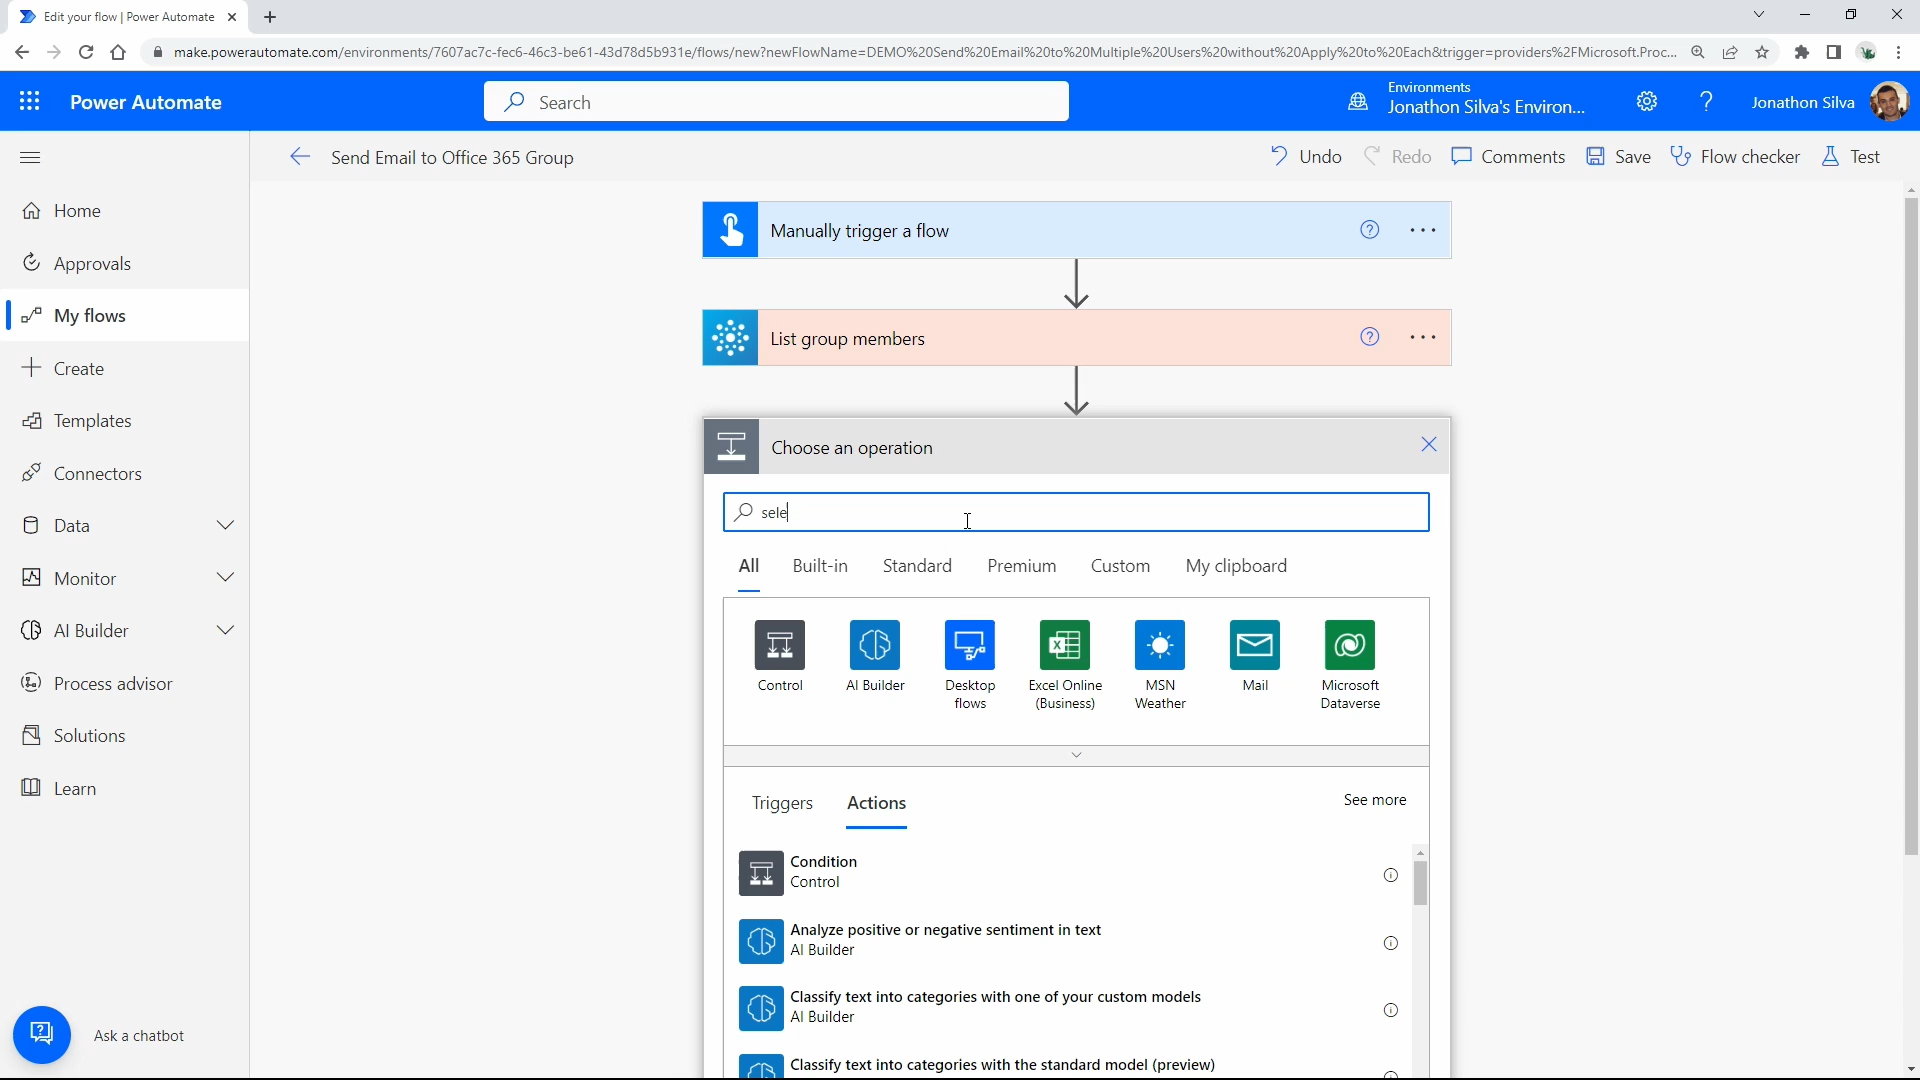 Edit your flow | Power Automate
make.powerautomate.com/environments/7607ac7c-fec6-46c3-be61-43d78d5b931e/flows/new?newFlowName=DEMO%20Send%20Email%20to%20Multiple%20Users%20without%20Apply%20to%20Each&trigger=providers%2FMicrosoft.Proc...
Power Automate
Search
Environments
Jonathon Silva's Environ...
Jonathon Silva
Send Email to Office 365 Group
Undo
Redo
Comments
Save
Flow checker
Test
Home
Approvals
My flows
Create
Templates
Connectors
Data
Monitor
AI Builder
Process advisor
Solutions
Learn
Ask a chatbot
Manually trigger a flow
List group members
Choose an operation
sele
All Built-in Standard Premium Custom My clipboard
Control
AI Builder
Desktop
flows
Excel Online
(Business)
MSN
Weather
Mail
Microsoft
Dataverse
Triggers Actions See more
Condition
Control
Analyze positive or negative sentiment in text
AI Builder
Classify text into categories with one of your custom models
AI Builder
Classify text into categories with the standard model (preview)